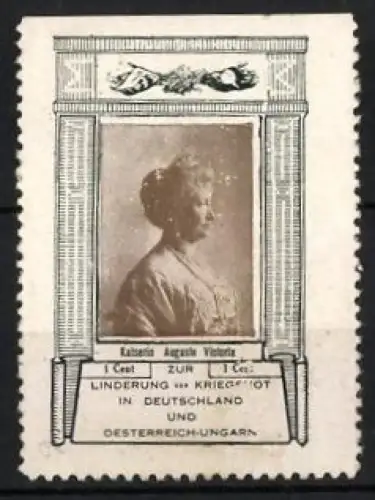 Kaiserin Auguste Victoria
1 Cent ZUR 1 Cent
LINDERUNG DER KRIEGSNOT
IN DEUTSCHLAND
UND
OESTERREICH-UNGARN